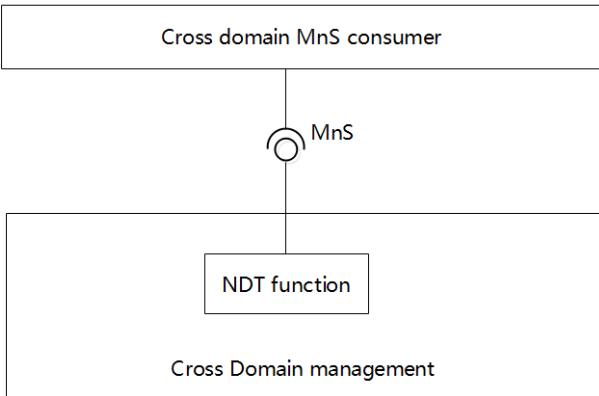 Cross domain MnS consumer
MnS
NDT function
Cross Domain management